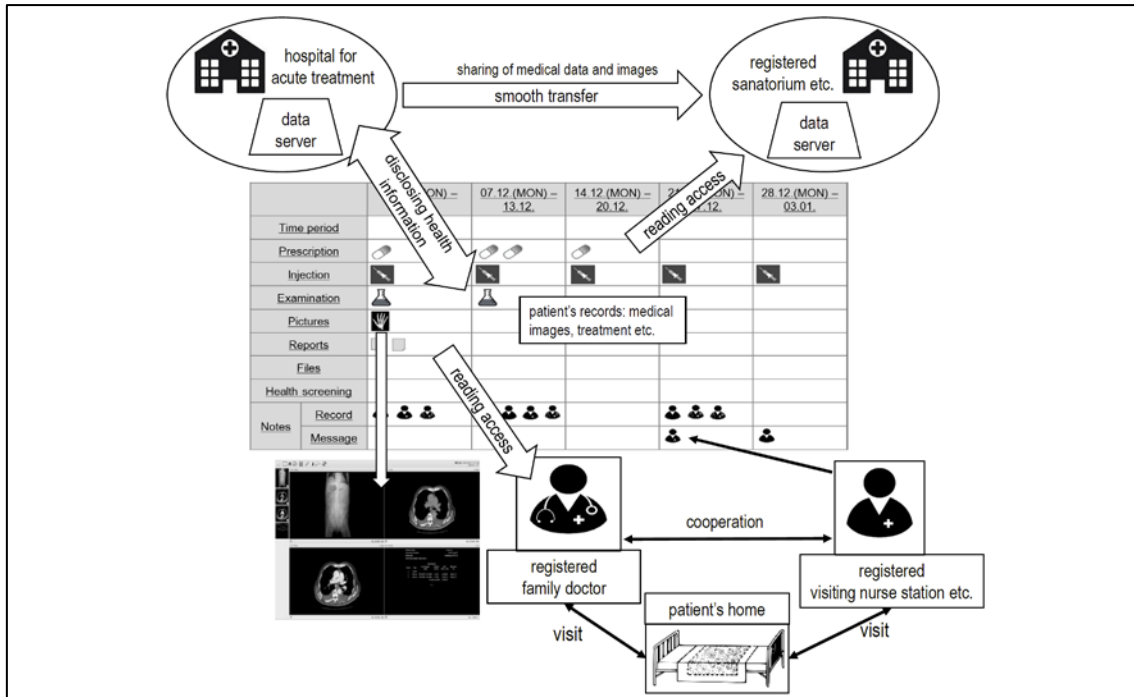 hospital for
acute treatment
data
server
sharing of medical data and images
smooth transfer
registered
sanatorium etc.
data
server
disclosing health
information
reading access
ON) –
07.12.(MON) –
13.12.
14.12.(MON) –
20.12.
ON) –
.12.
28.12.(MON) –
03.01.
Time period
Prescription
Injection
Examination
Pictures
Reports
Files
Health screening
Notes
Record
Message
patient's records: medical
images, treatment etc.
reading access
cooperation
registered
family doctor
registered
visiting nurse station etc.
patient's home
visit
visit